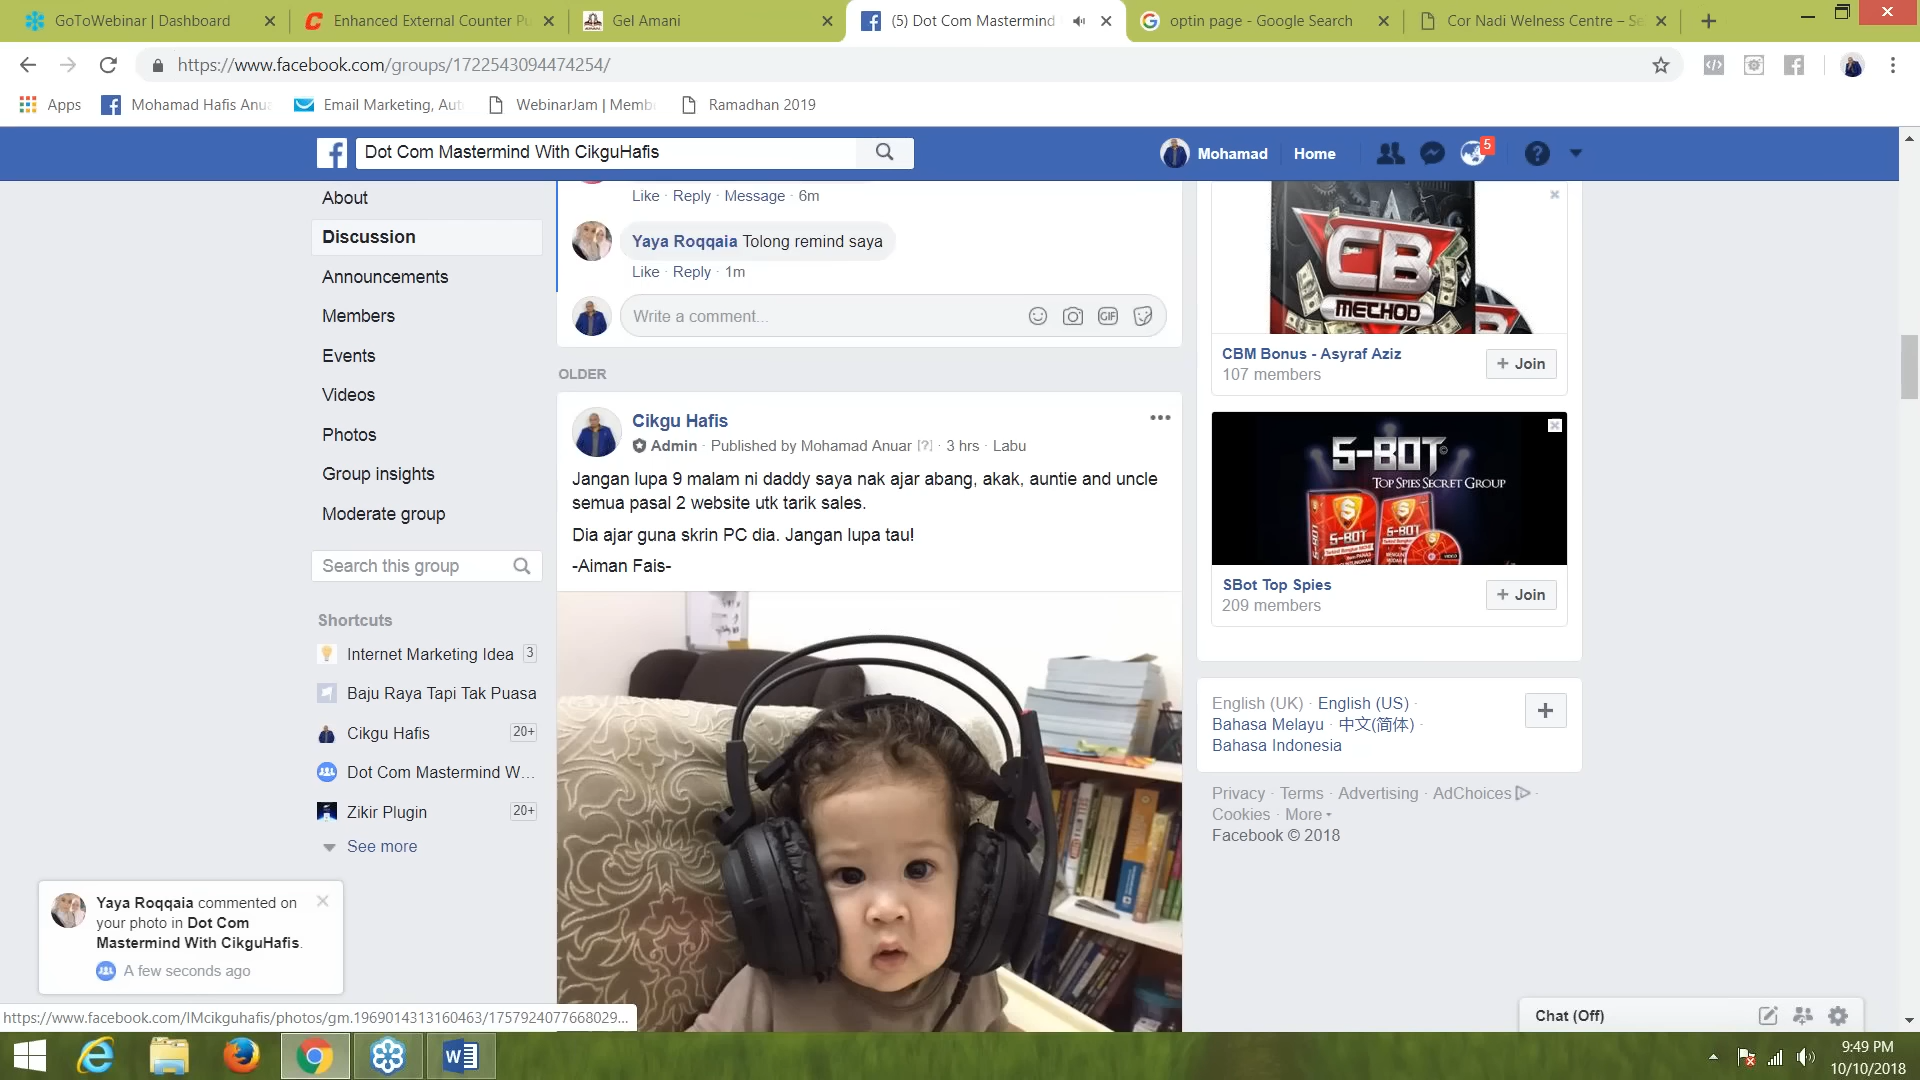 GoToWebinar | Dashboard
Enhanced External Counter Pu
Gel Amani
(5) Dot Com Mastermind
optin page - Google Search
Cor Nadi Welness Centre – Se
https://www.facebook.com/groups/1722543094474254/
Apps
Mohamad Hafis Anua
Email Marketing, Aut
WebinarJam | Memb
Ramadhan 2019
Dot Com Mastermind With CikguHafis
Mohamad
Home
5
About
Discussion
Announcements
Members
Events
Videos
Photos
Group insights
Moderate group
Search this group
Shortcuts
Internet Marketing Idea 3
Baju Raya Tapi Tak Puasa
Cikgu Hafis 20+
Dot Com Mastermind W...
Zikir Plugin 20+
See more
Like · Reply · Message · 6m
Yaya Roqqaia Tolong remind saya
Like · Reply · 1m
Write a comment...
GIF
OLDER
Cikgu Hafis
Admin · Published by Mohamad Anuar [?] · 3 hrs · Labu
Jangan lupa 9 malam ni daddy saya nak ajar abang, akak, auntie and uncle
semua pasal 2 website utk tarik sales.
Dia ajar guna skrin PC dia. Jangan lupa tau!
-Aiman Fais-
CB
METHOD
CBM Bonus - Asyraf Aziz
107 members
+ Join
S-BOT
TOP SPIES SECRET GROUP
S-BOT
S-BOT
SBot Top Spies
209 members
+ Join
English (UK) · English (US) ·
Bahasa Melayu · 中文(简体) ·
Bahasa Indonesia
Privacy · Terms · Advertising · AdChoices ·
Cookies · More
Facebook © 2018
Yaya Roqqaia commented on
your photo in Dot Com
Mastermind With CikguHafis.
A few seconds ago
https://www.facebook.com/IMcikguhafis/photos/gm.1969014313160463/1757924077668029...
Chat (Off)
9:49 PM
10/10/2018